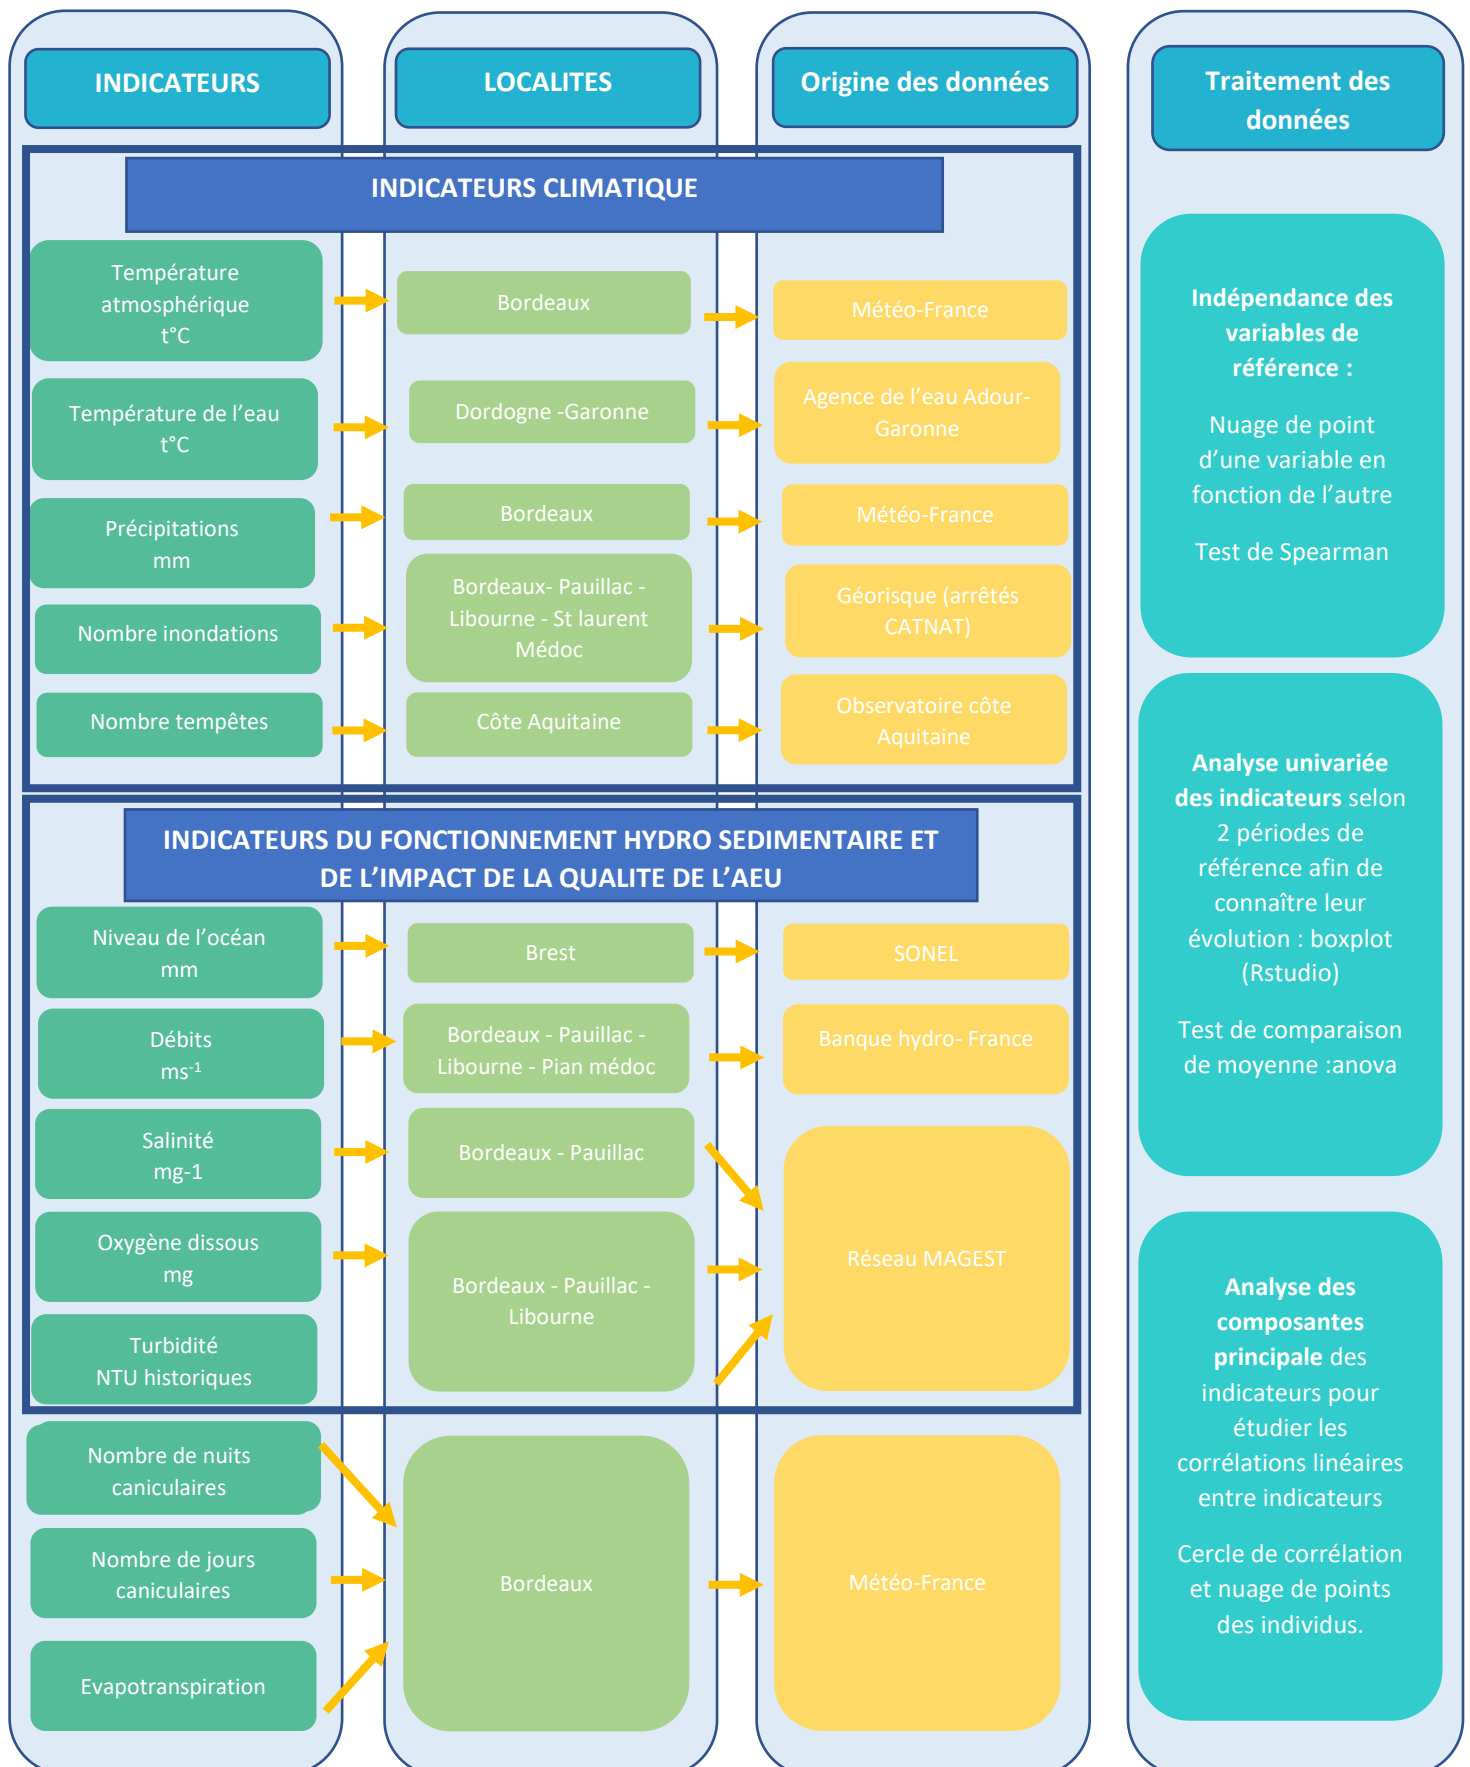 INDICATEURS
LOCALITES
Origine des données
Traitement des
données
INDICATEURS CLIMATIQUE
Température
atmosphérique
t°C
Bordeaux
Météo-France
Température de l’eau
t°C
Dordogne -Garonne
Agence de l’eau Adour-
Garonne
Précipitations
mm
Bordeaux
Météo-France
Nombre inondations
Bordeaux- Pauillac -
Libourne - St laurent
Médoc
Géorisque (arrêtés
CATNAT)
Nombre tempêtes
Côte Aquitaine
Observatoire côte
Aquitaine
INDICATEURS DU FONCTIONNEMENT HYDRO SEDIMENTAIRE ET
DE L’IMPACT DE LA QUALITE DE L’AEU
Niveau de l’océan
mm
Brest
SONEL
Débits
ms-1
Bordeaux - Pauillac -
Libourne - Pian médoc
Banque hydro- France
Salinité
mg-1
Bordeaux - Pauillac
Oxygène dissous
mg
Bordeaux - Pauillac -
Libourne
Réseau MAGEST
Turbidité
NTU historiques
Nombre de nuits
caniculaires
Nombre de jours
caniculaires
Evapotranspiration
Bordeaux
Météo-France
Indépendance des
variables de
référence :
Nuage de point
d’une variable en
fonction de l’autre
Test de Spearman
Analyse univariée
des indicateurs selon
2 périodes de
référence afin de
connaître leur
évolution : boxplot
(Rstudio)
Test de comparaison
de moyenne :anova
Analyse des
composantes
principale des
indicateurs pour
étudier les
corrélations linéaires
entre indicateurs
Cercle de corrélation
et nuage de points
des individus.